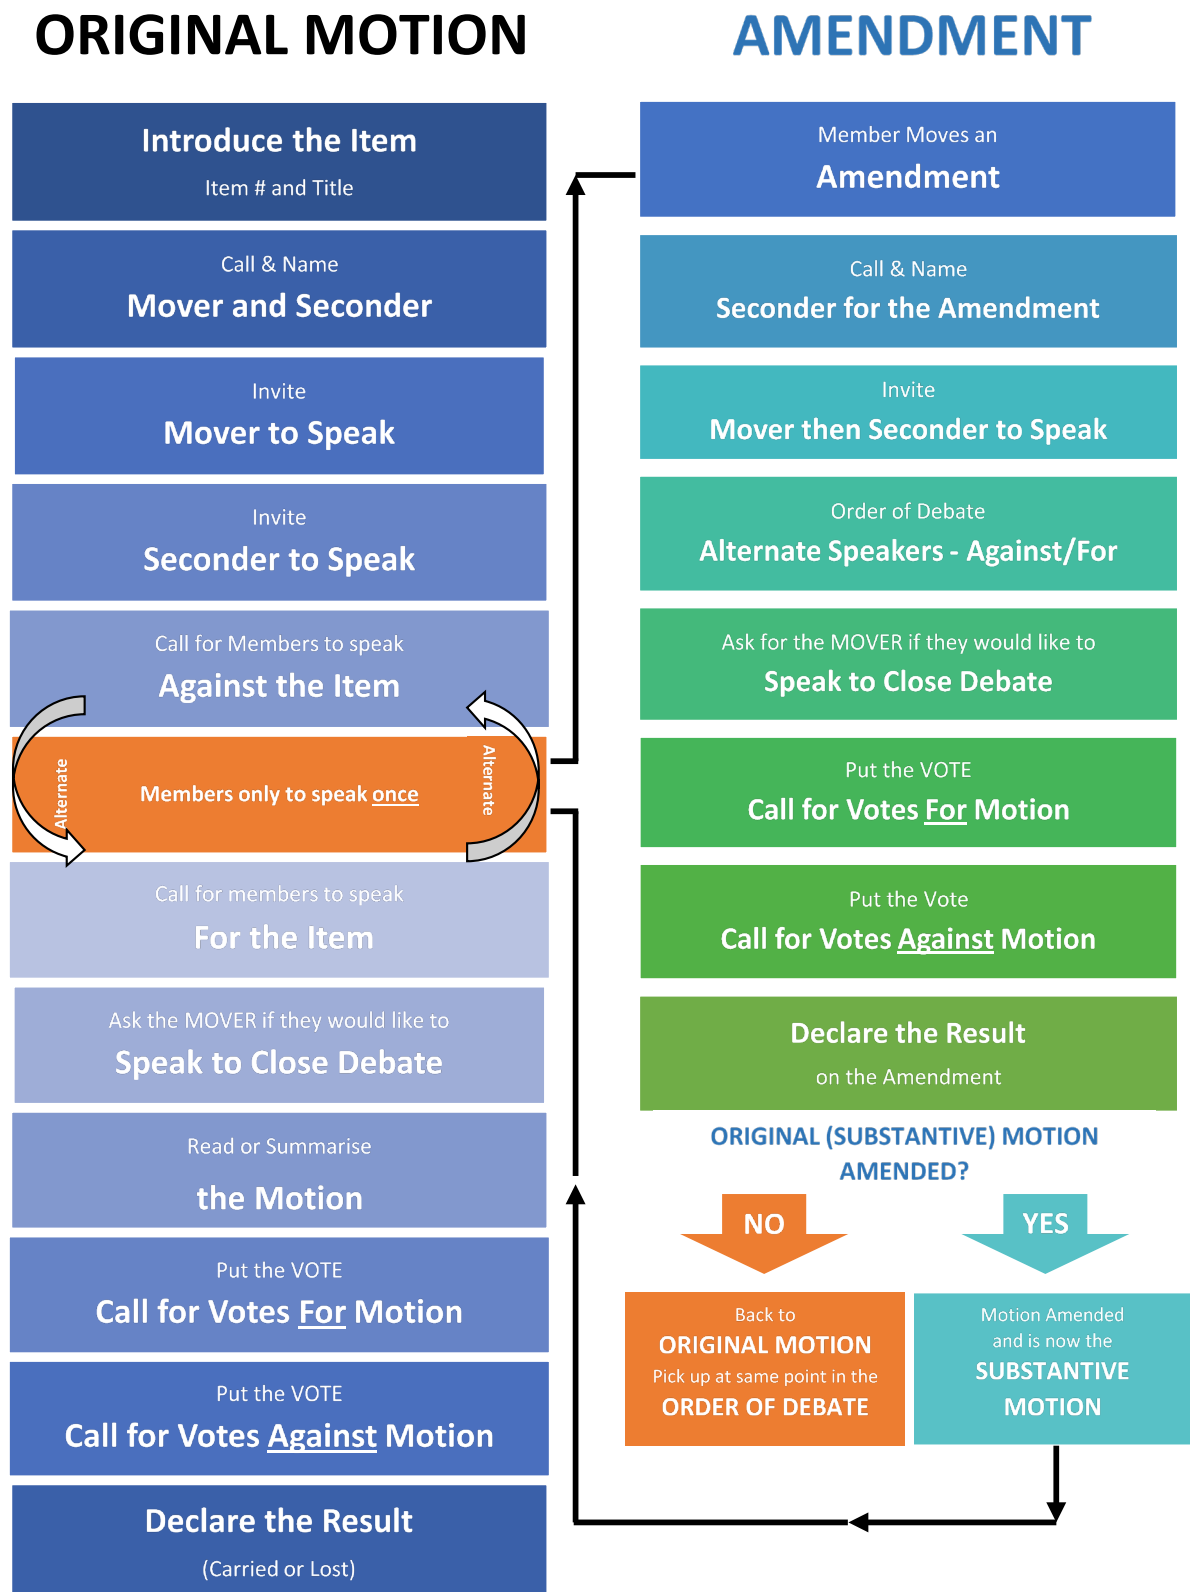 ORIGINAL MOTION
Introduce the Item
Item # and Title
Call & Name
Mover and Seconder
Invite
Mover to Speak
Invite
Seconder to Speak
Call for Members to speak
Against the Item
Alternate
Members only to speak once
Alternate
Call for members to speak
For the Item
Ask the MOVER if they would like to
Speak to Close Debate
Read or Summarise
the Motion
Put the VOTE
Call for Votes For Motion
Put the VOTE
Call for Votes Against Motion
Declare the Result
(Carried or Lost)
AMENDMENT
Member Moves an
Amendment
Call & Name
Seconder for the Amendment
Invite
Mover then Seconder to Speak
Order of Debate
Alternate Speakers - Against/For
Ask for the MOVER if they would like to
Speak to Close Debate
Put the VOTE
Call for Votes For Motion
Put the Vote
Call for Votes Against Motion
Declare the Result
on the Amendment
ORIGINAL (SUBSTANTIVE) MOTION
AMENDED?
NO
Back to
ORIGINAL MOTION
Pick up at same point in the
ORDER OF DEBATE
YES
Motion Amended
and is now the
SUBSTANTIVE
MOTION